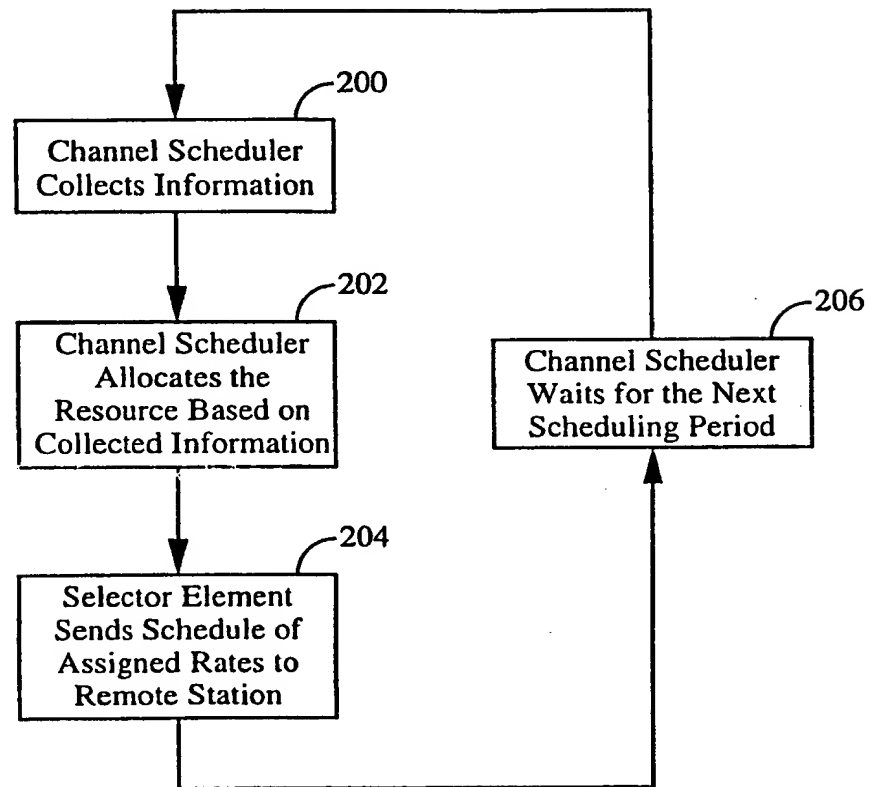 200
Channel Scheduler
Collects Information
202
Channel Scheduler
Allocates the
Resource Based on
Collected Information
204
Selector Element
Sends Schedule of
Assigned Rates to
Remote Station
206
Channel Scheduler
Waits for the Next
Scheduling Period